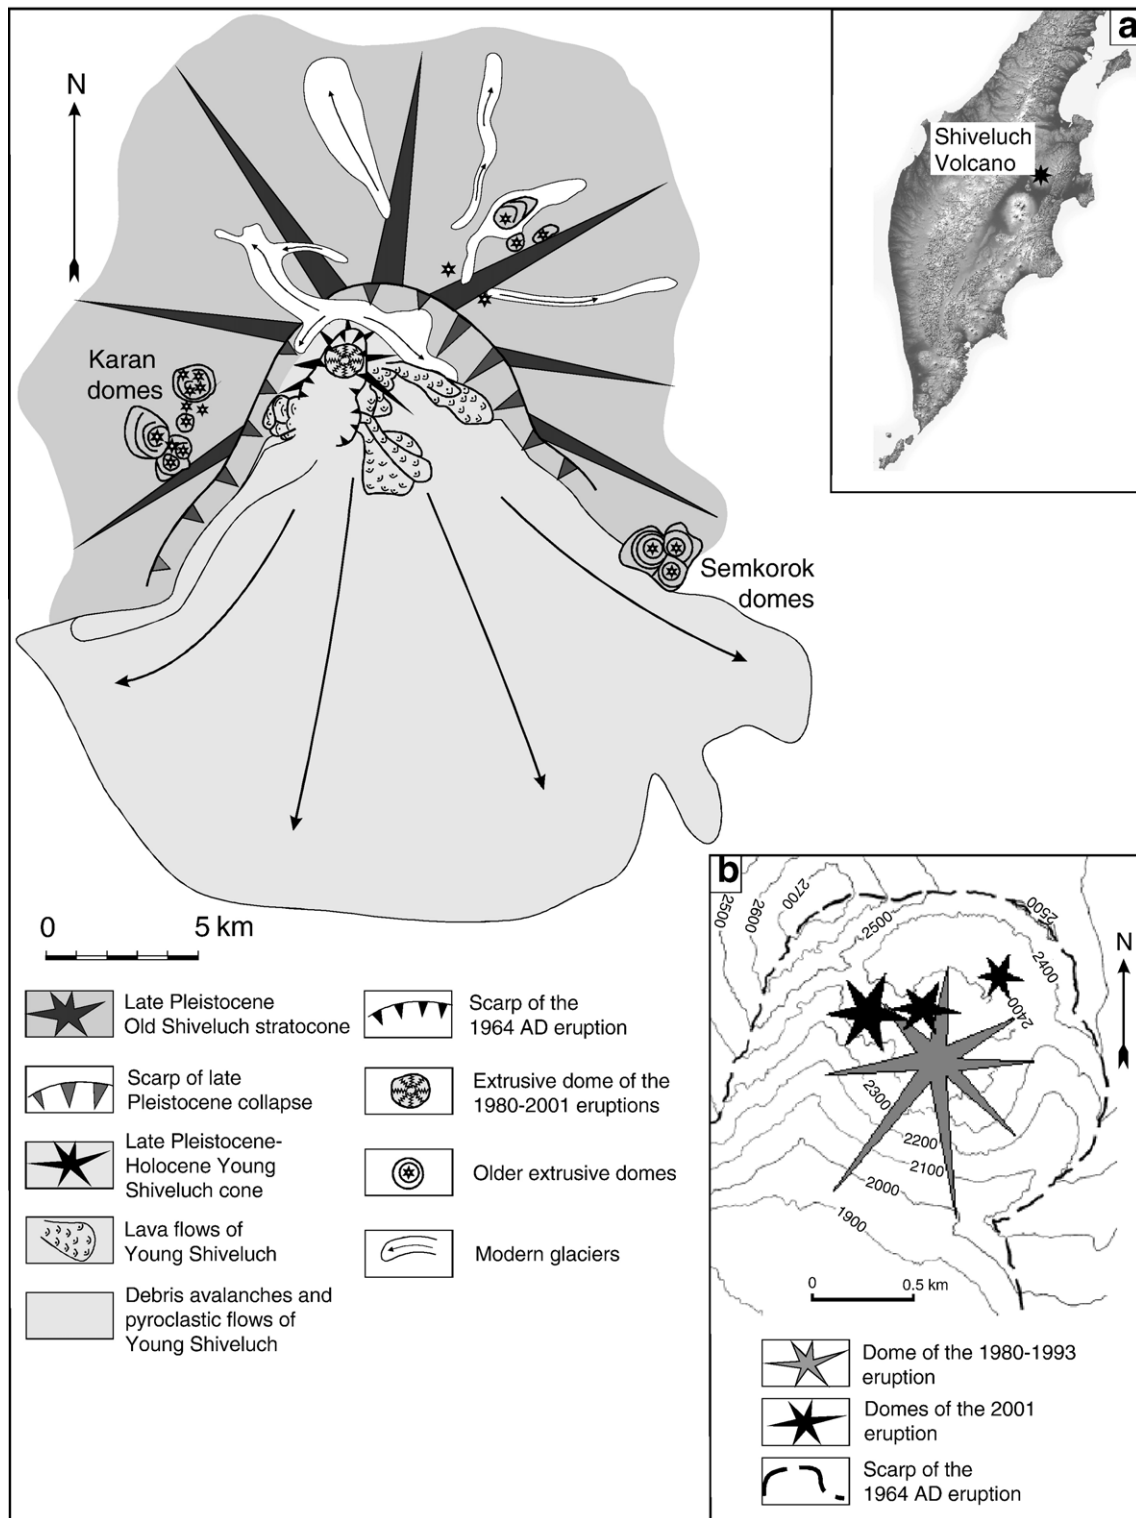 N
a
Shiveluch
Volcano
Karan
domes
Semkorok
domes
0 5 km
Late Pleistocene
Old Shiveluch stratocone
Scarp of late
Pleistocene collapse
Late Pleistocene-
Holocene Young
Shiveluch cone
Lava flows of
Young Shiveluch
Debris avalanches and
pyroclastic flows of
Young Shiveluch
Scarp of the
1964 AD eruption
Extrusive dome of the
1980-2001 eruptions
Older extrusive domes
Modern glaciers
b
2500
2600
2700
2500
2500
2400
N
2400
2300
2200
2100
2000
1900
0 0.5 km
Dome of the 1980-1993
eruption
Domes of the 2001
eruption
Scarp of the
1964 AD eruption